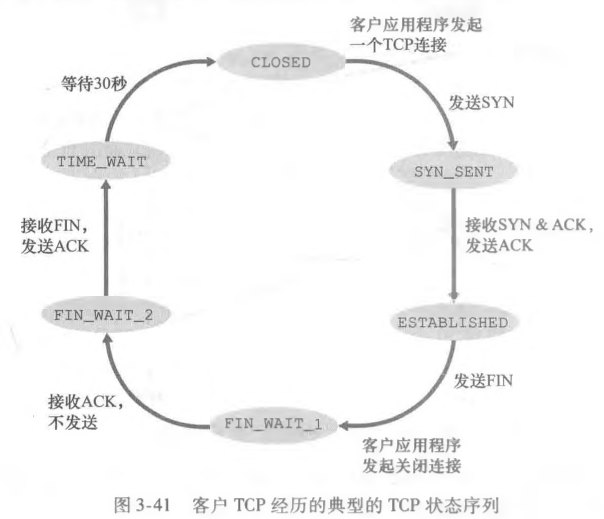 客户应用程序发起
一个TCP连接
CLOSED
等待30秒
发送SYN
TIME_WAIT
SYN_SENT
接收FIN，
发送ACK
接收SYN & ACK，
发送ACK
FIN_WAIT_2
ESTABLISHED
发送FIN
接收ACK，
不发送
FIN_WAIT_1
客户应用程序
发起关闭连接
图 3-41 客户 TCP 经历的典型的 TCP 状态序列